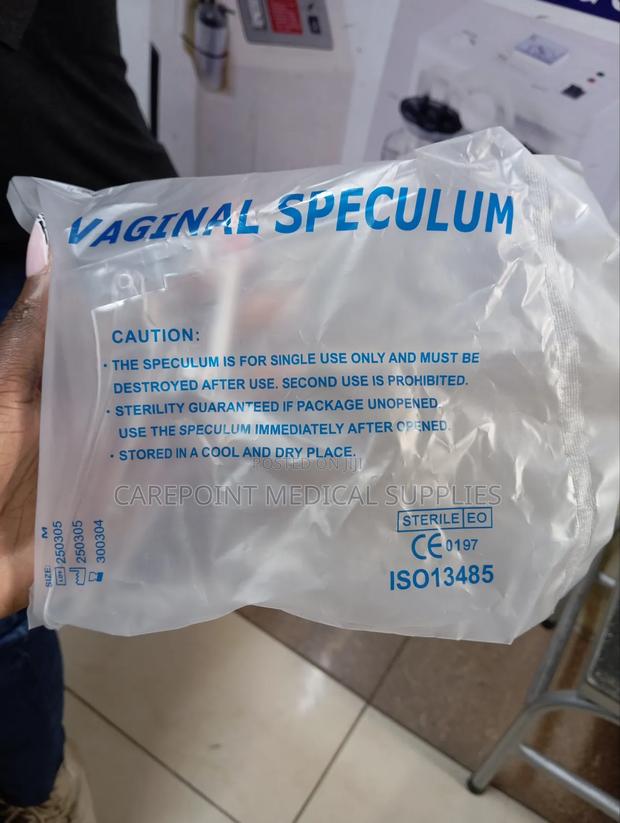 VAGINAL SPECULUM
CAUTION:
· THE SPECULUM IS FOR SINGLE USE ONLY AND MUST BE
DESTROYED AFTER USE. SECOND USE IS PROHIBITED.
· STERILITY GUARANTEED IF PACKAGE UNOPENED.
USE THE SPECULUM IMMEDIATELY AFTER OPENED.
· STORED IN A COOL AND DRY PLACE.
POSTED ON JIJI
CAREPOINT MEDICAL SUPPLIES
SIZE: M
LOT 250305
250305
300304
STERILE EO
CE 0197
ISO13485